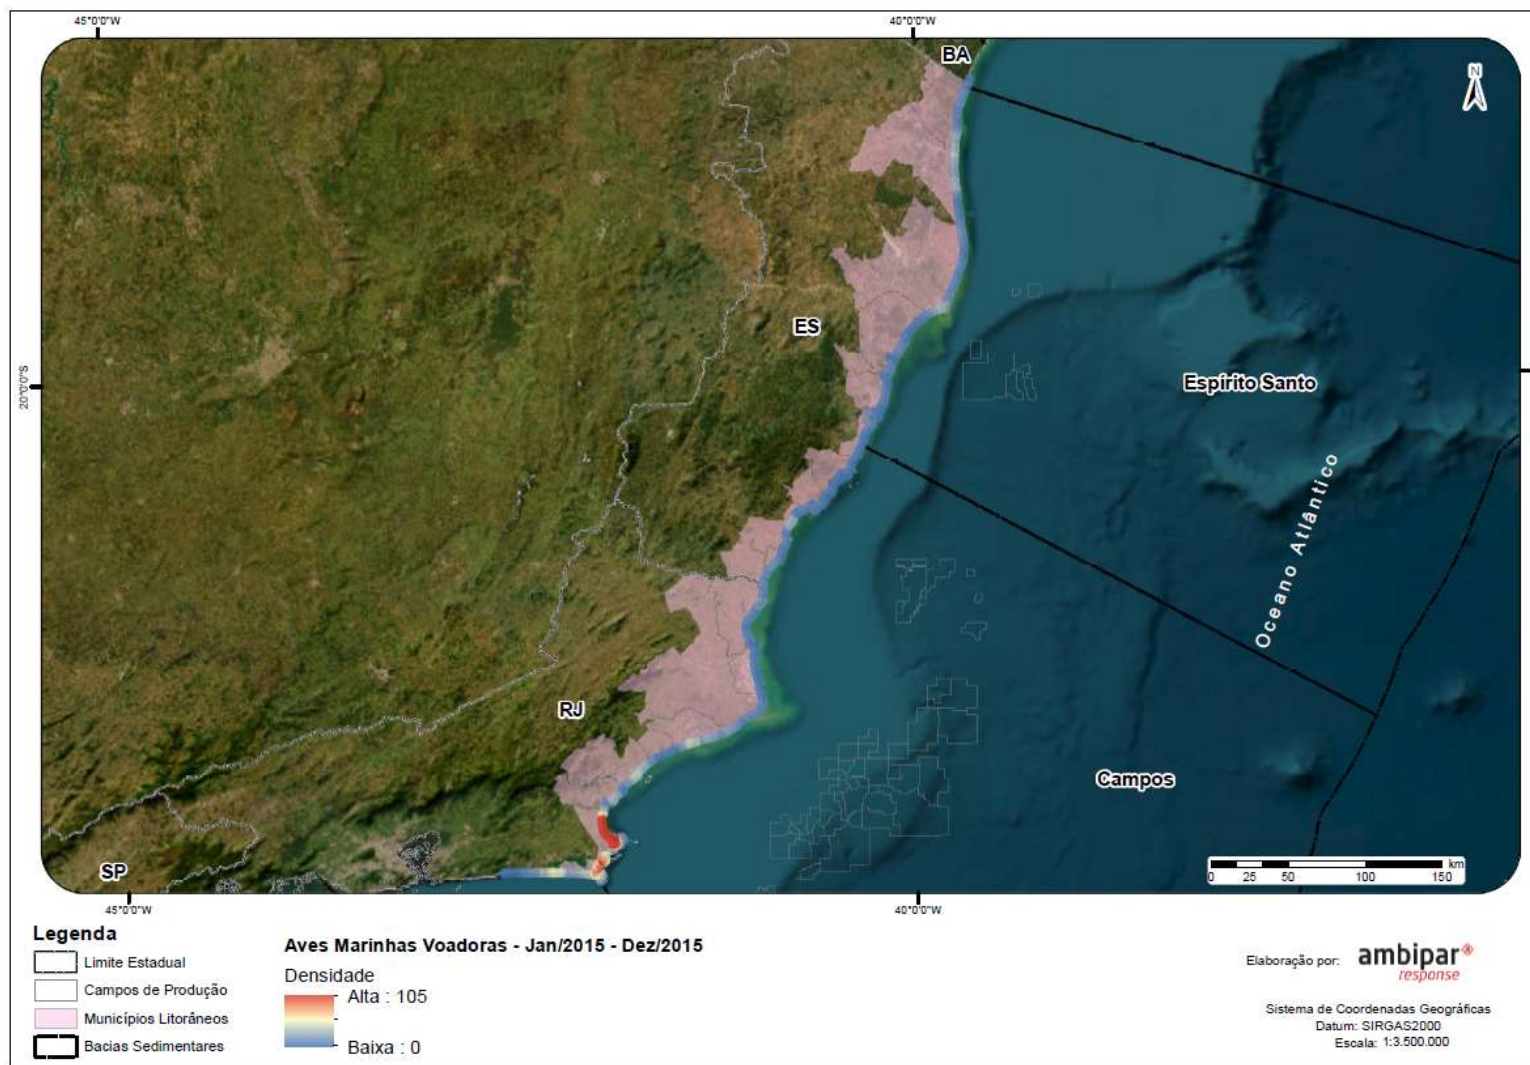 45°0'0"W
40°0'0"W
BA
N
ES
20°0'0"S
Espírito Santo
Oceano Atlântico
RJ
Campos
SP
km
0 25 50 100 150
45°0'0"W
40°0'0"W
Legenda
Limite Estadual
Campos de Produção
Municípios Litorâneos
Bacias Sedimentares
Aves Marinhas Voadoras - Jan/2015 - Dez/2015
Densidade
Alta : 105
Baixa : 0
Elaboração por:
ambipar®
response
Sistema de Coordenadas Geográficas
Datum: SIRGAS2000
Escala: 1:3.500.000